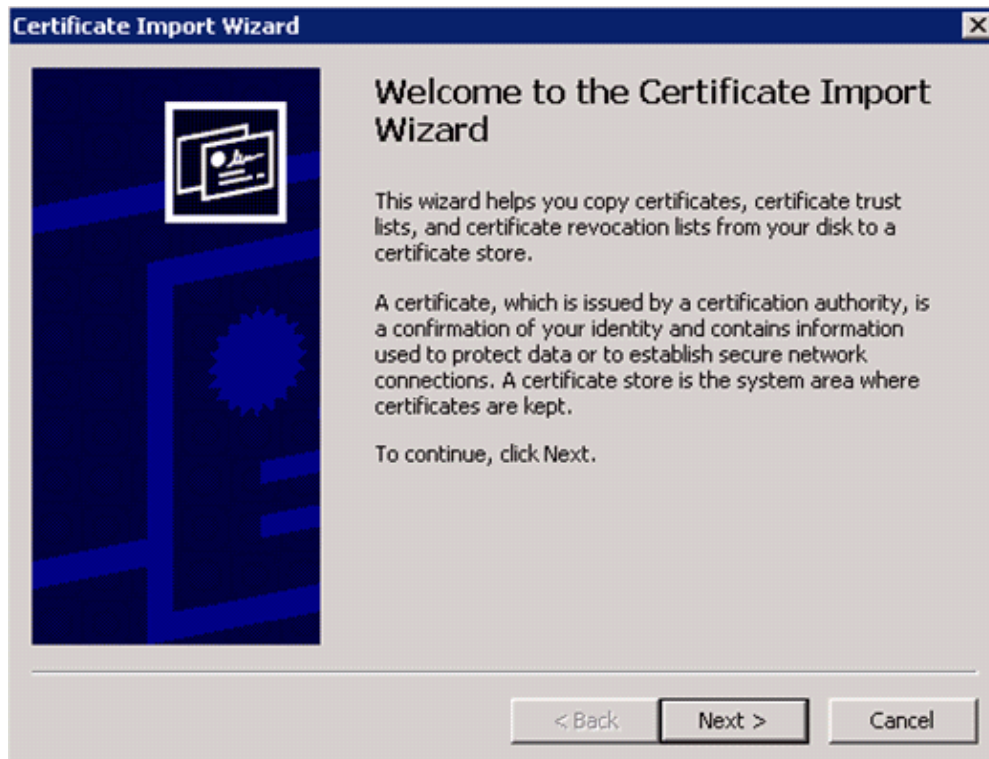 Certificate Import Wizard
Welcome to the Certificate Import
Wizard
This wizard helps you copy certificates, certificate trust
lists, and certificate revocation lists from your disk to a
certificate store.
A certificate, which is issued by a certification authority, is
a confirmation of your identity and contains information
used to protect data or to establish secure network
connections. A certificate store is the system area where
certificates are kept.
To continue, click Next.
< Back
Next >
Cancel